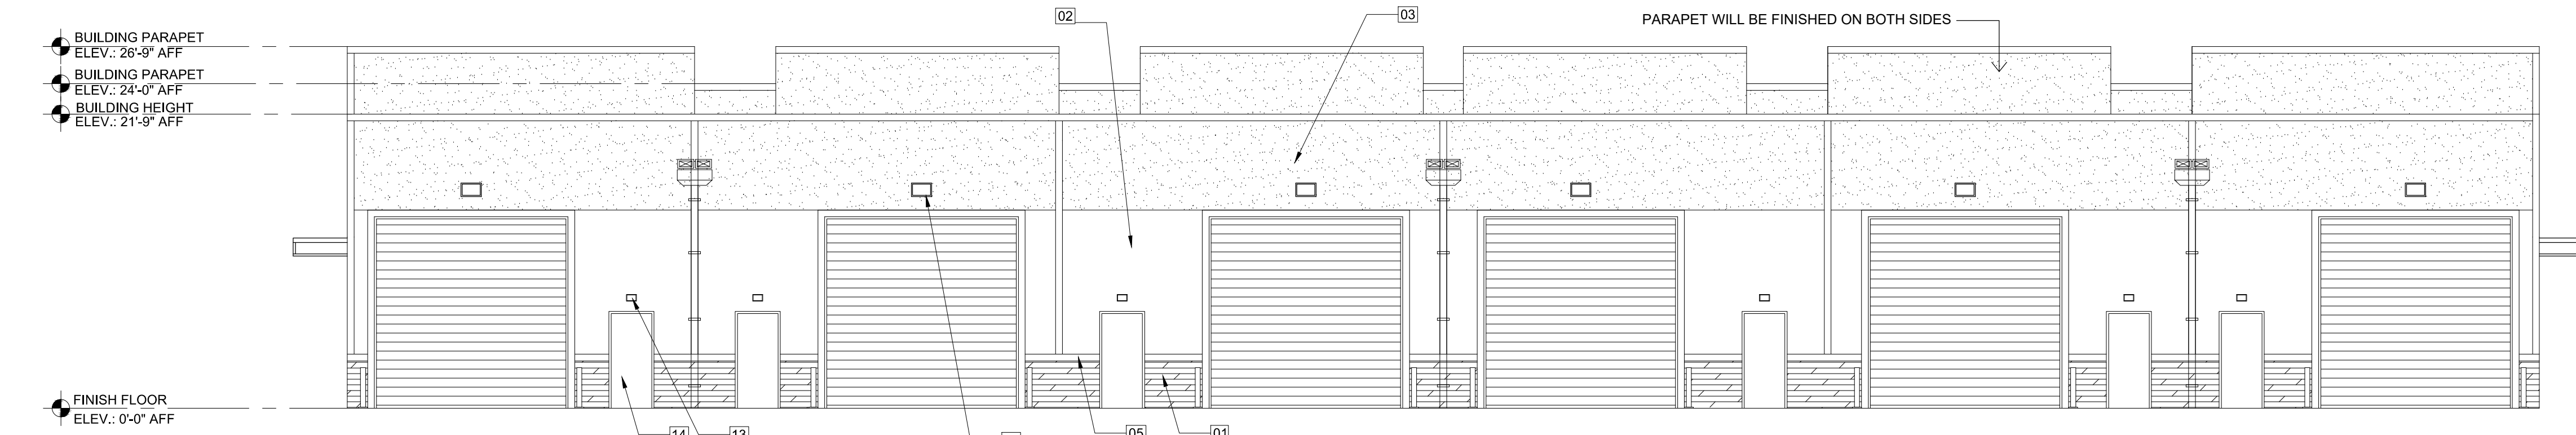 02
03
PARAPET WILL BE FINISHED ON BOTH SIDES
BUILDING PARAPET
ELEV.: 26'-9" AFF
BUILDING PARAPET
ELEV.: 24'-0" AFF
BUILDING HEIGHT
ELEV.: 21'-9" AFF
FINISH FLOOR
ELEV.: 0'-0" AFF
14
13
05
01